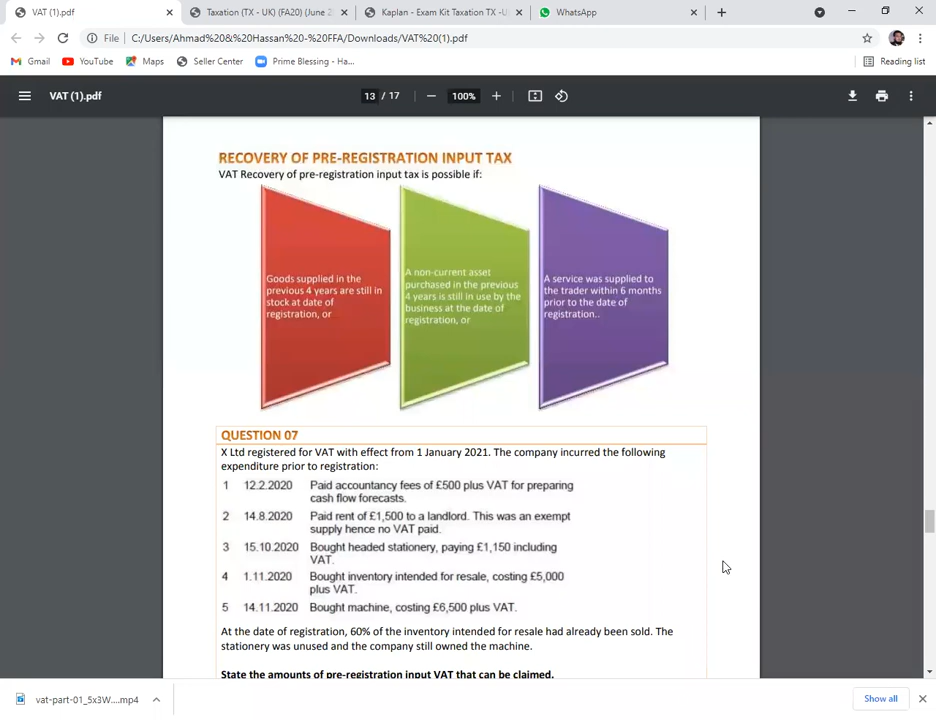 VAT (1).pdf
Taxation (TX - UK) (FA20) (June 2
Kaplan - Exam Kit Taxation TX -U
WhatsApp
File
C:/Users/Ahmad%20&%20Hassan%20-%20FFA/Downloads/VAT%20(1).pdf
Gmail
YouTube
Maps
Seller Center
Prime Blessing - Ha...
Reading list
VAT (1).pdf
13 / 17
100%
RECOVERY OF PRE-REGISTRATION INPUT TAX
VAT Recovery of pre-registration input tax is possible if:
Goods supplied in the
previous 4 years are still in
stock at date of
registration, or
A non-current asset
purchased in the previous
4 years is still in use by the
business at the date of
registration, or
A service was supplied to
the trader within 6 months
prior to the date of
registration..
QUESTION 07
X Ltd registered for VAT with effect from 1 January 2021. The company incurred the following
expenditure prior to registration:
1 12.2.2020 Paid accountancy fees of £500 plus VAT for preparing
cash flow forecasts.
2 14.8.2020 Paid rent of £1,500 to a landlord. This was an exempt
supply hence no VAT paid.
3 15.10.2020 Bought headed stationery, paying £1,150 including
VAT.
4 1.11.2020 Bought inventory intended for resale, costing £5,000
plus VAT.
5 14.11.2020 Bought machine, costing £6,500 plus VAT.
At the date of registration, 60% of the inventory intended for resale had already been sold. The
stationery was unused and the company still owned the machine.
State the amounts of pre-registration input VAT that can be claimed.
vat-part-01_5x3W....mp4
Show all